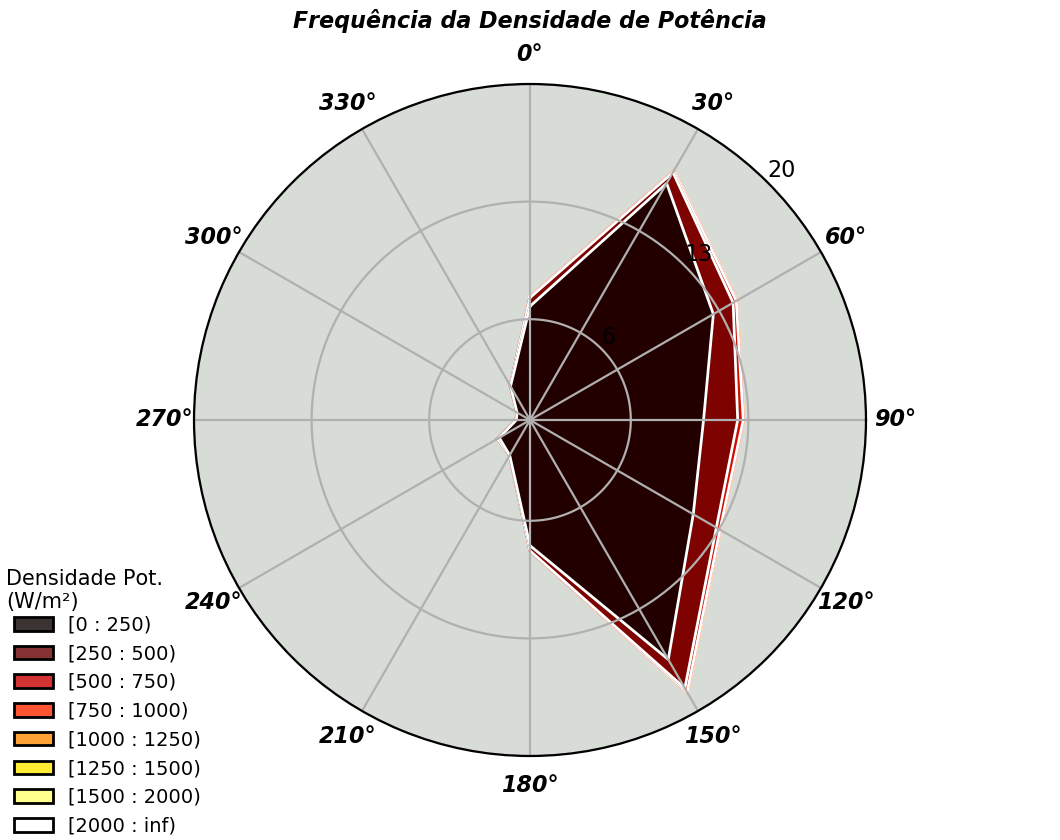 Frequência da Densidade de Potência
0°
330°
30°
20
300°
60°
13
6
270°
90°
240°
120°
210°
150°
180°
Densidade Pot.
(W/m²)
[0 : 250)
[250 : 500)
[500 : 750)
[750 : 1000)
[1000 : 1250)
[1250 : 1500)
[1500 : 2000)
[2000 : inf)